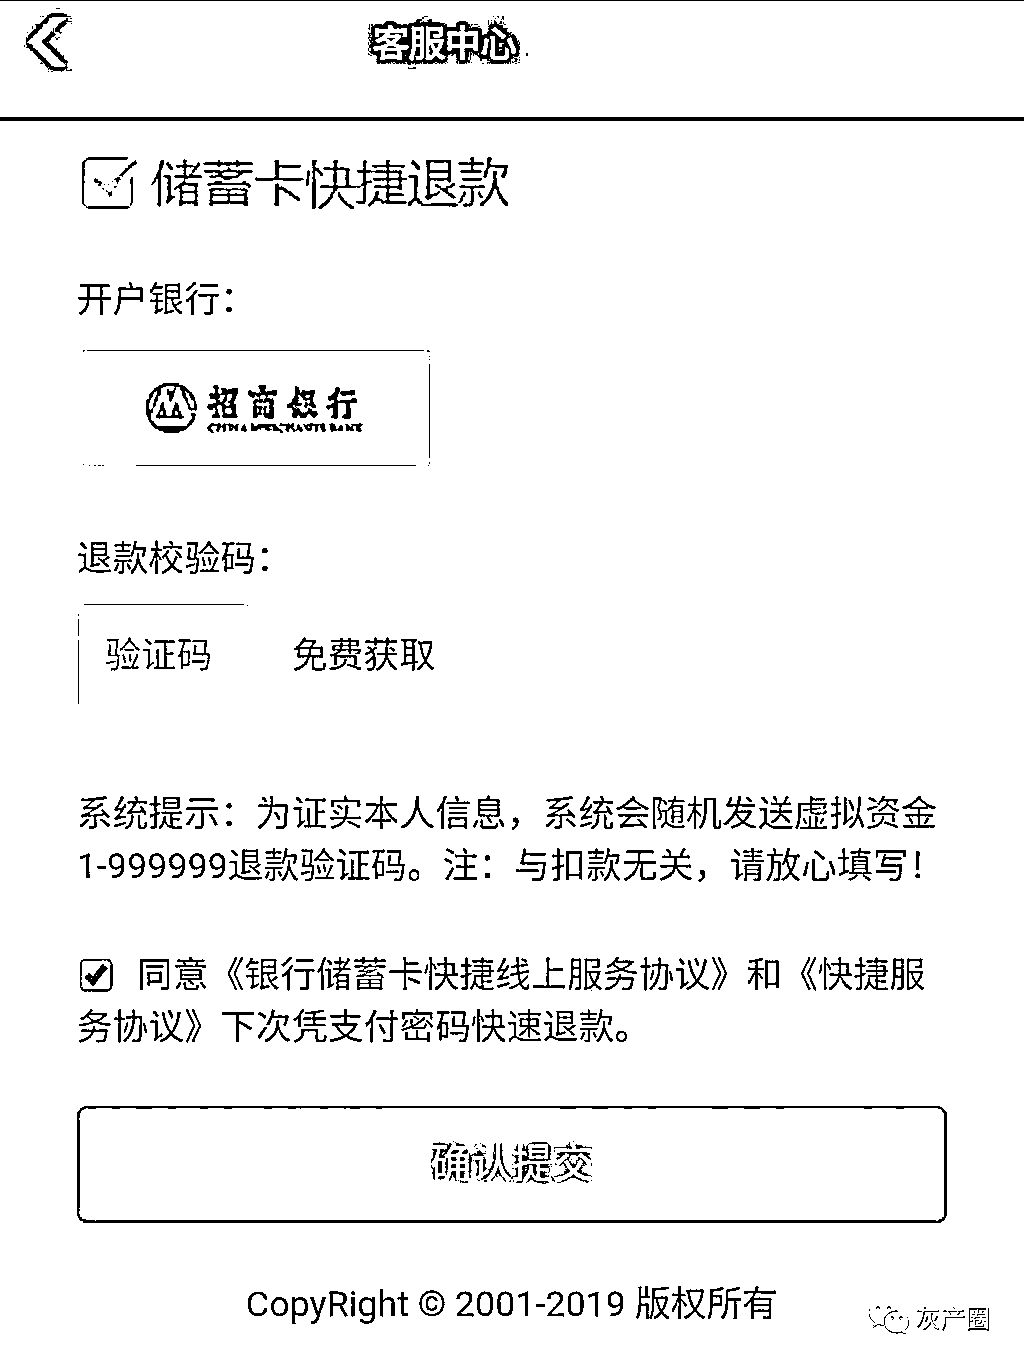 客服中心
储蓄卡快捷退款
开户银行：
招商银行
CHINA MERCHANTS BANK
退款校验码：
验证码 免费获取
系统提示：为证实本人信息，系统会随机发送虚拟资金
1-999999退款验证码。注：与扣款无关，请放心填写！
同意《银行储蓄卡快捷线上服务协议》和《快捷服
务协议》下次凭支付密码快速退款。
确认提交
CopyRight © 2001-2019 版权所有
灰产圈